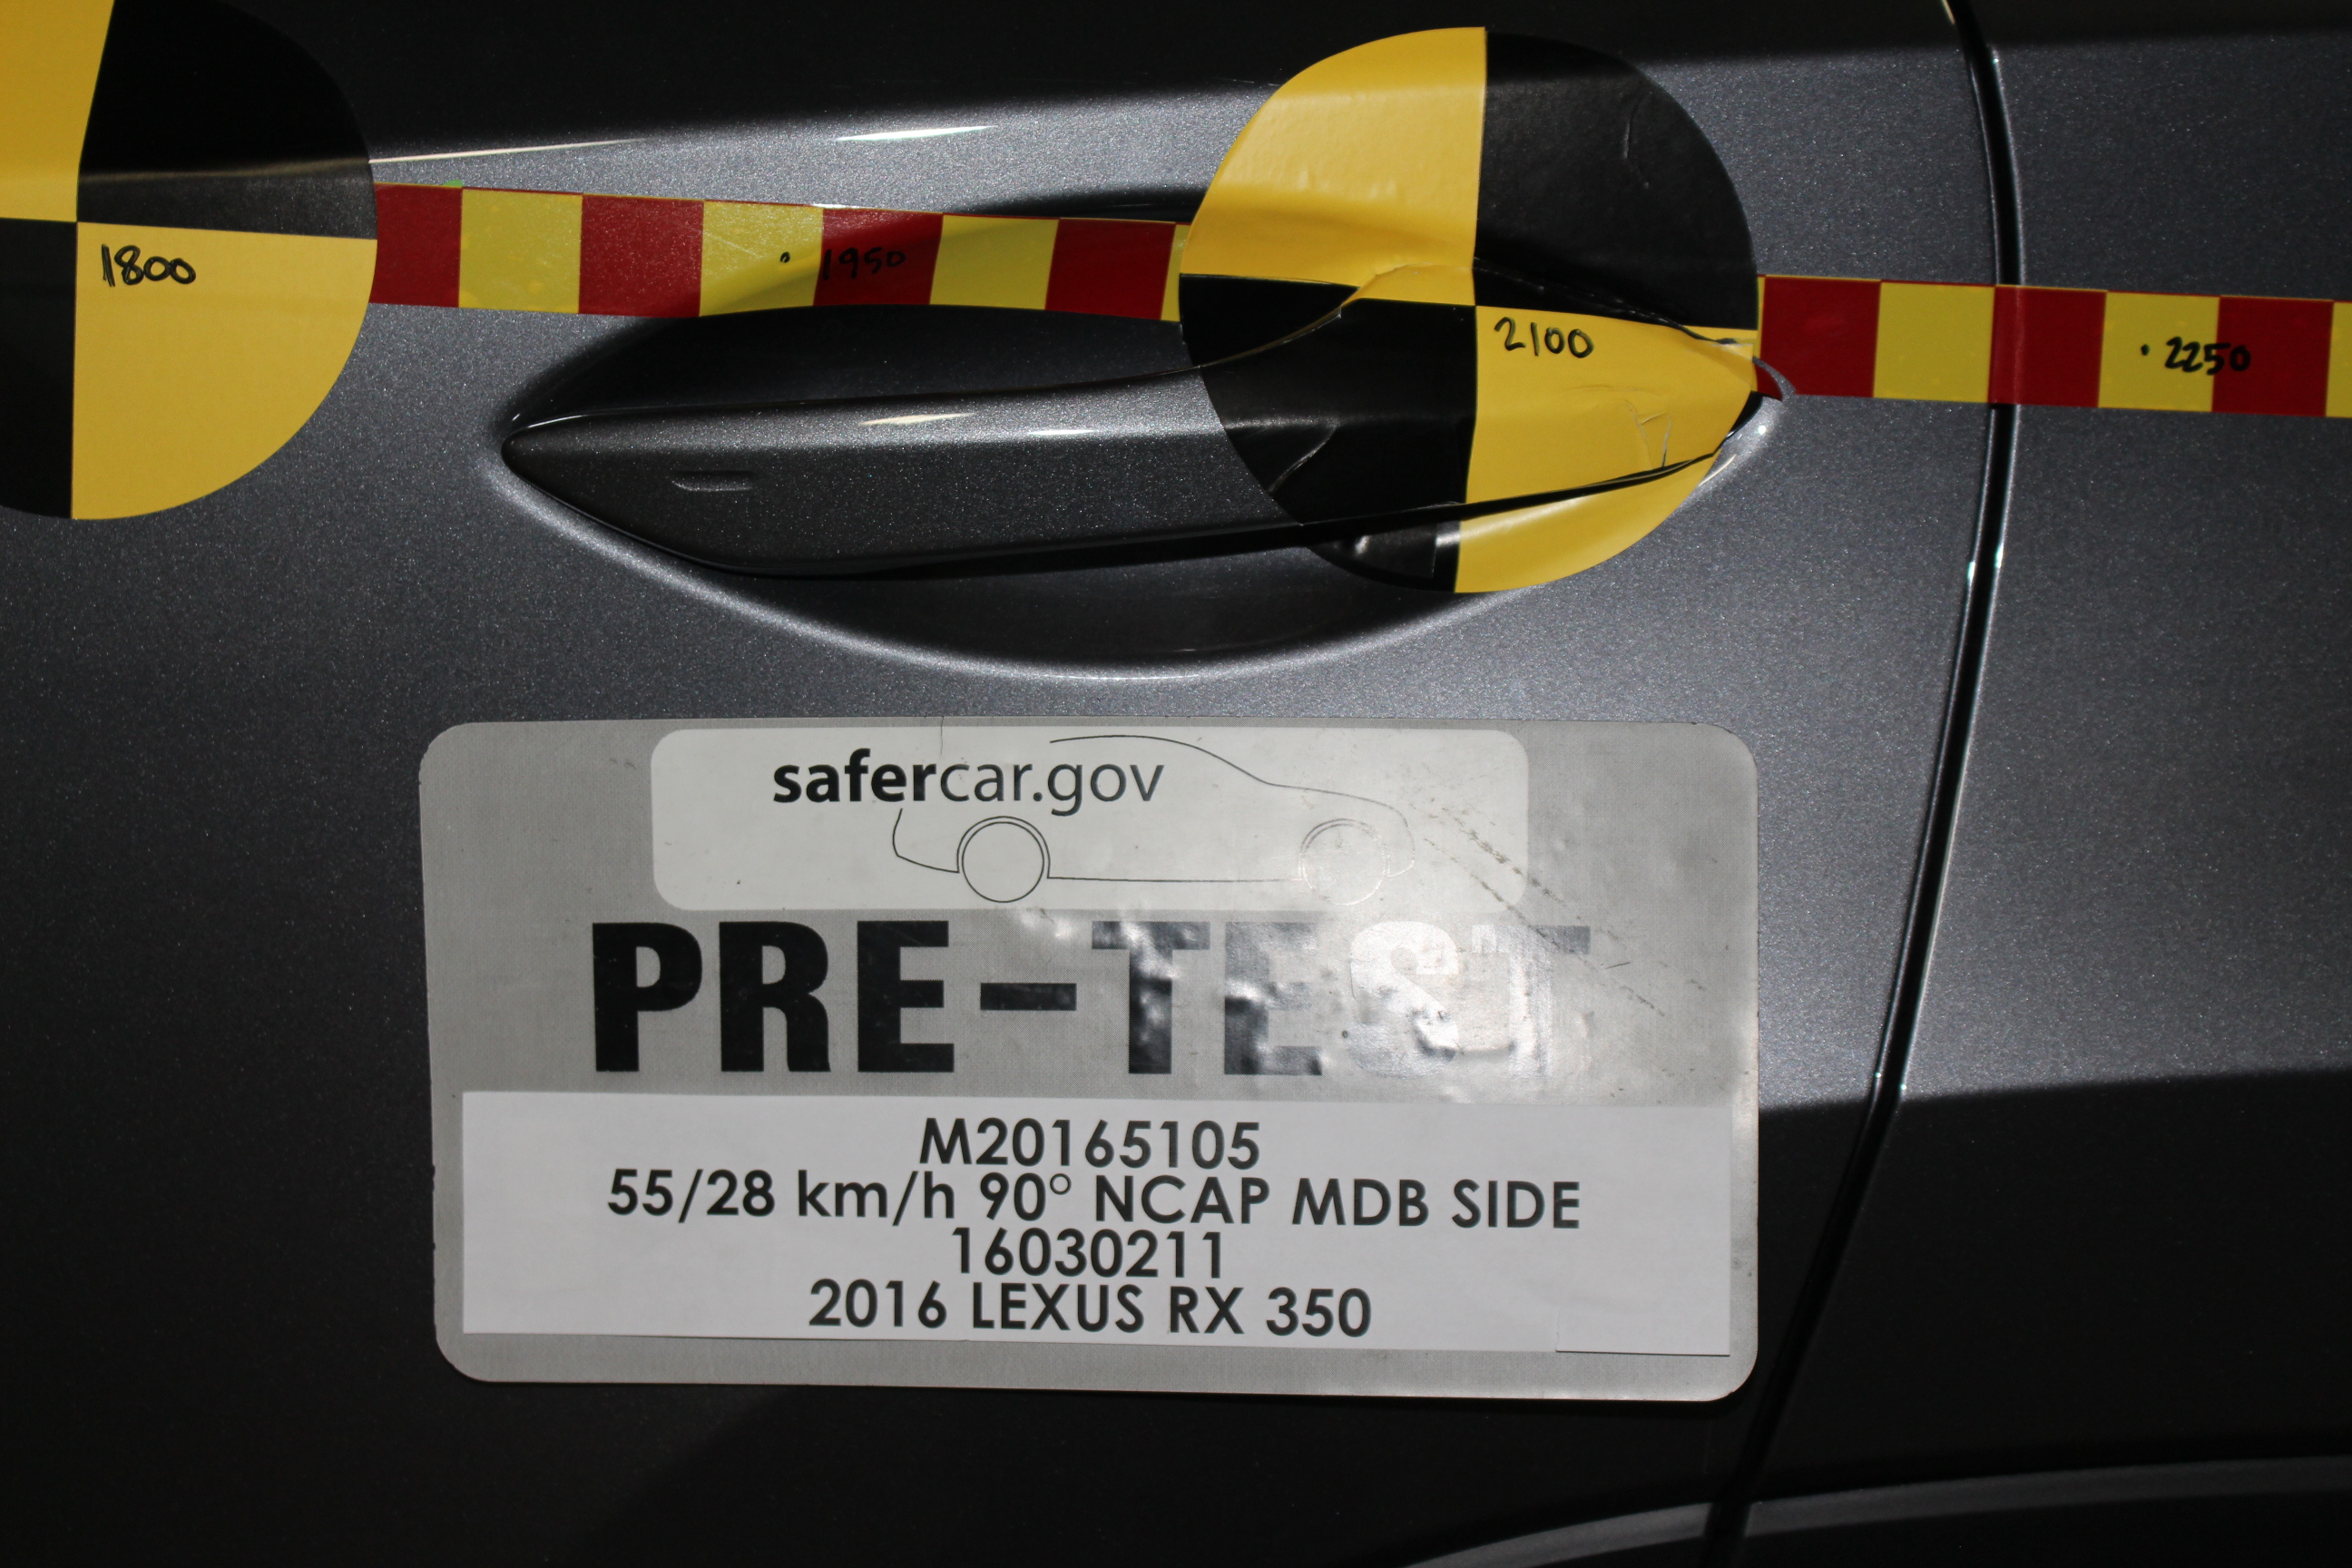 1800
1950
2100
2250
safercar.gov
PRE-TEST
M20165105
55/28 km/h 90° NCAP MDB SIDE
16030211
2016 LEXUS RX 350